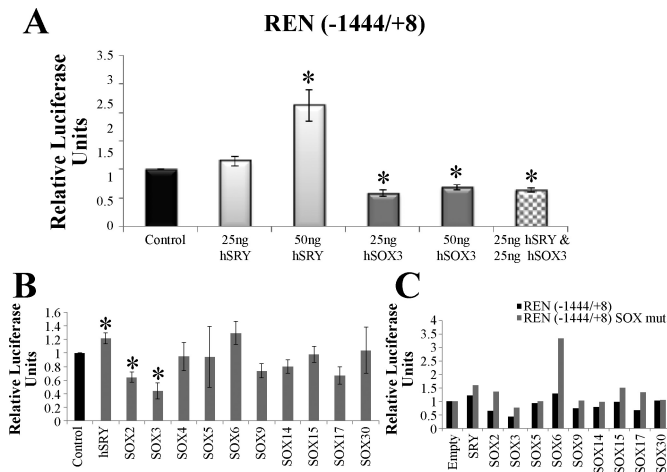 A
REN (-1444/+8)
Relative Luciferase
Units
3.5
3
2.5
2
1.5
1
0.5
0
*
*
*
*
Control
25ng
hSRY
50ng
hSRY
25ng
hSOX3
50ng
hSOX3
25ng hSRY &
25ng hSOX3
B
Relative Luciferase
Units
1.6
1.4
1.2
1.0
0.8
0.6
0.4
0.2
0
*
*
*
Control
hSRY
SOX2
SOX3
SOX4
SOX5
SOX6
SOX9
SOX14
SOX15
SOX17
SOX30
C
REN (-1444/+8)
REN (-1444/+8) SOX mut
Relative Luciferase
Units
4
3.5
3
2.5
2
1.5
1
0.5
0
Empty
SRY
SOX2
SOX3
SOX5
SOX6
SOX9
SOX14
SOX15
SOX17
SOX30